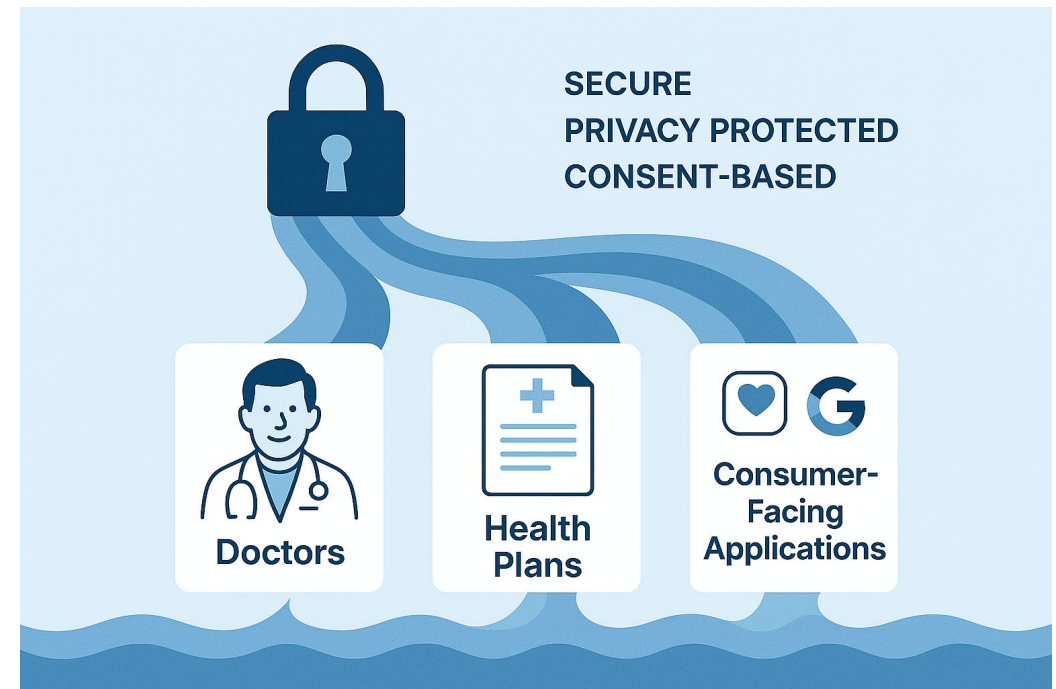 SECURE
PRIVACY PROTECTED
CONSENT-BASED
Doctors
Health
Plans
G
Consumer-
Facing
Applications